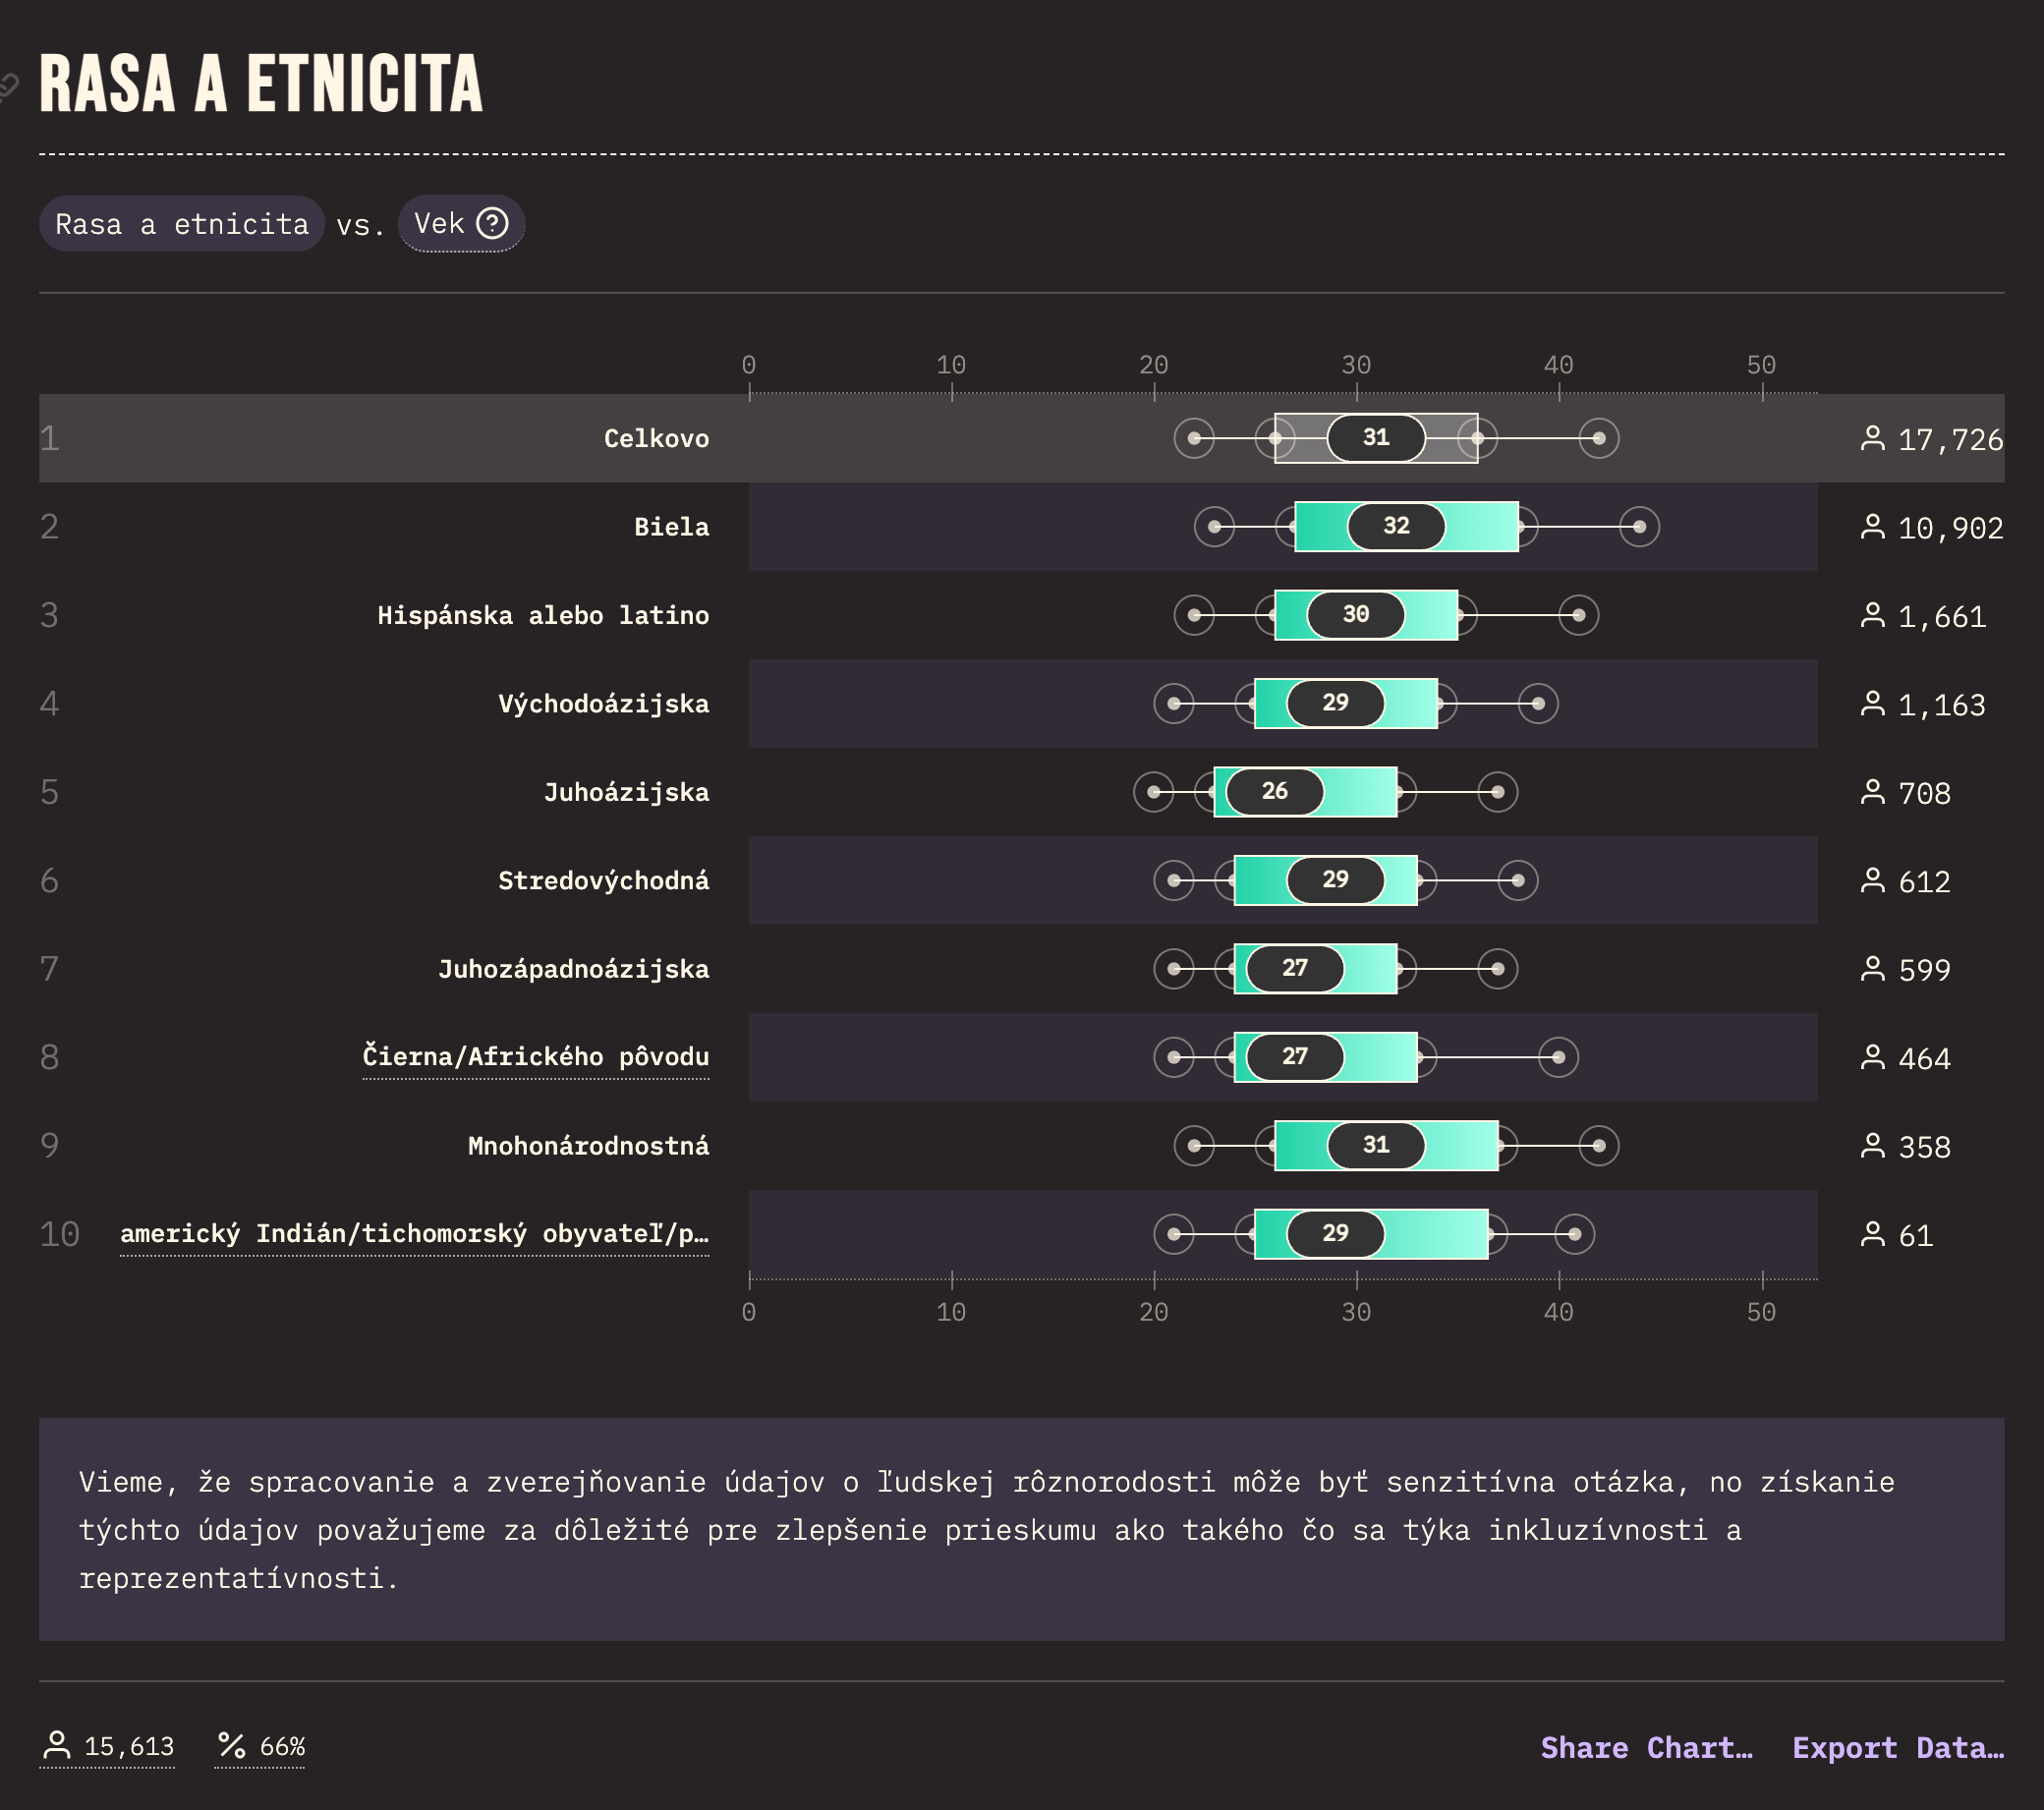 RASA A ETNICITA
Rasa a etnicita vs. Vek ?
0 10 20 30 40 50
1 Celkovo 31 17,726
2 Biela 32 10,902
3 Hispánska alebo latino 30 1,661
4 Východoázijska 29 1,163
5 Juhoázijska 26 708
6 Stredovýchodná 29 612
7 Juhozápadnoázijska 27 599
8 Čierna/Afrického pôvodu 27 464
9 Mnohonárodnostná 31 358
10 americký Indián/tichomorský obyvateľ/p… 29 61
0 10 20 30 40 50
Vieme, že spracovanie a zverejňovanie údajov o ľudskej rôznorodosti môže byť senzitívna otázka, no získanie
týchto údajov považujeme za dôležité pre zlepšenie prieskumu ako takého čo sa týka inkluzívnosti a
reprezentatívnosti.
15,613 % 66% Share Chart… Export Data…